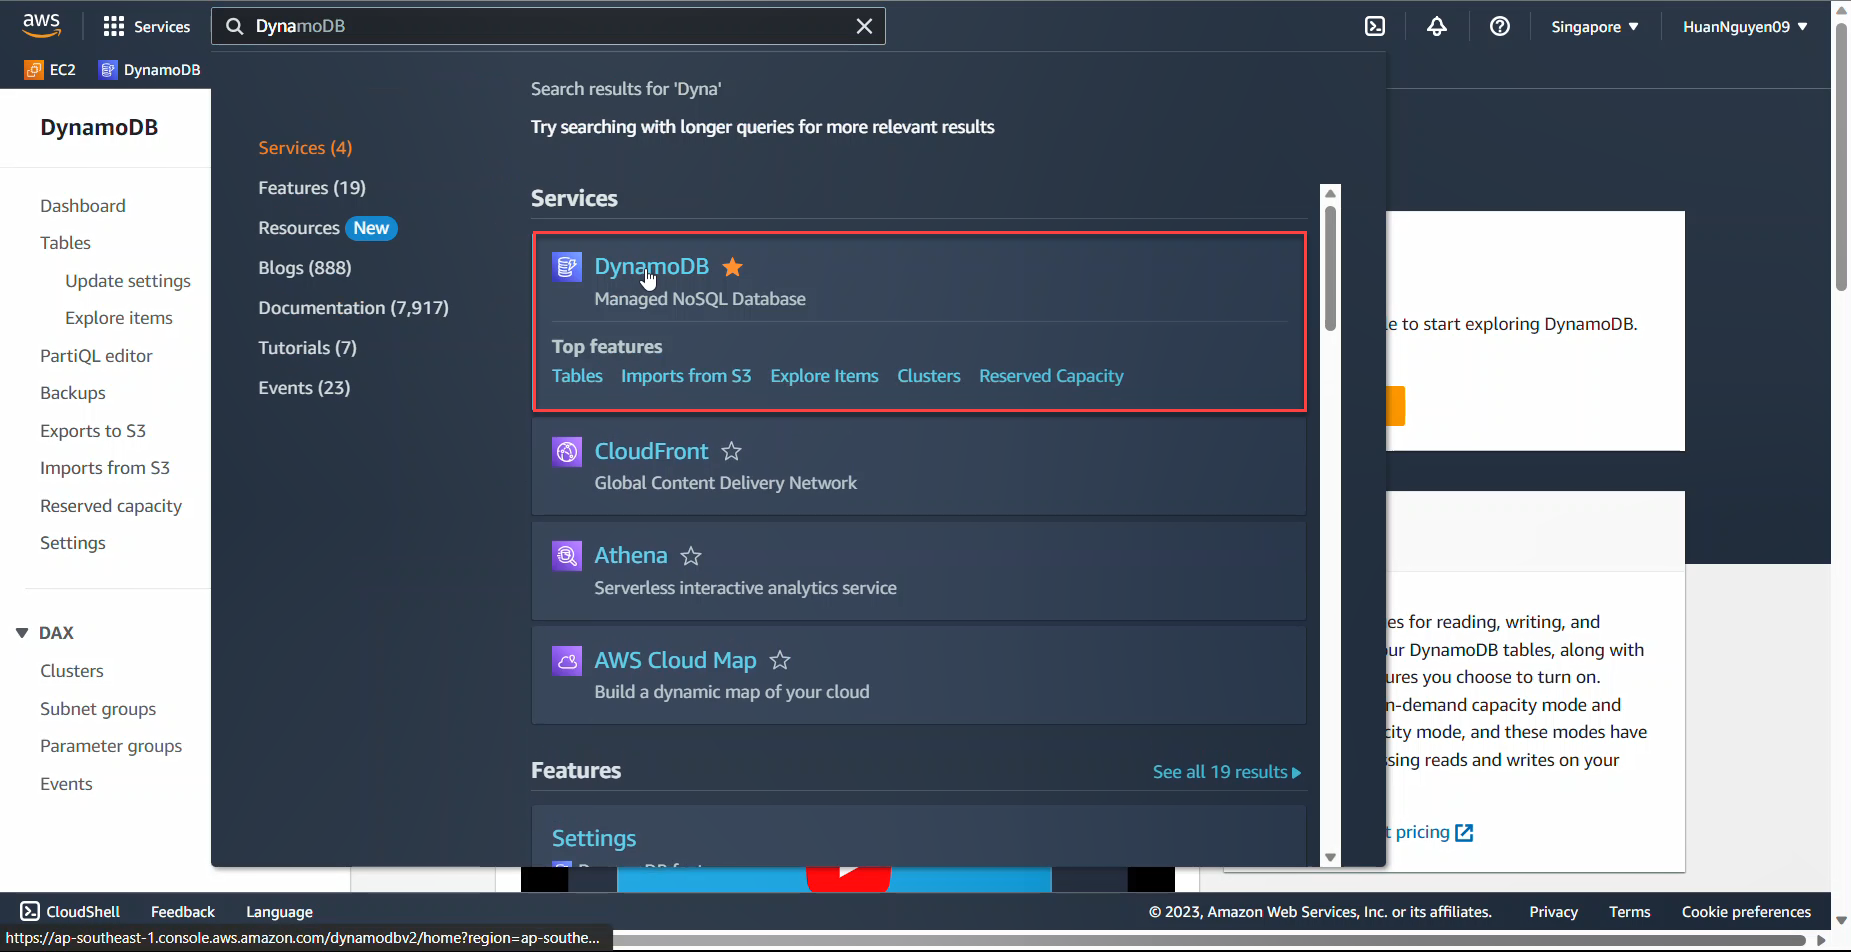 aws
Services
DynamoDB
Singapore
HuanNguyen09
EC2
DynamoDB
DynamoDB
Dashboard
Tables
Update settings
Explore items
PartiQL editor
Backups
Exports to S3
Imports from S3
Reserved capacity
Settings
DAX
Clusters
Subnet groups
Parameter groups
Events
Services (4)
Features (19)
Resources New
Blogs (888)
Documentation (7,917)
Tutorials (7)
Events (23)
Search results for 'Dyna'
Try searching with longer queries for more relevant results
Services
DynamoDB
Managed NoSQL Database
Top features
Tables Imports from S3 Explore Items Clusters Reserved Capacity
CloudFront
Global Content Delivery Network
Athena
Serverless interactive analytics service
AWS Cloud Map
Build a dynamic map of your cloud
Features
See all 19 results
Settings
to start exploring DynamoDB.
for reading, writing, and
DynamoDB tables, along with
you choose to turn on.
-demand capacity mode and
mode, and these modes have
reads and writes on your
pricing
CloudShell
Feedback
Language
© 2023, Amazon Web Services, Inc. or its affiliates.
Privacy
Terms
Cookie preferences
https://ap-southeast-1.console.aws.amazon.com/dynamodbv2/home?region=ap-southe...